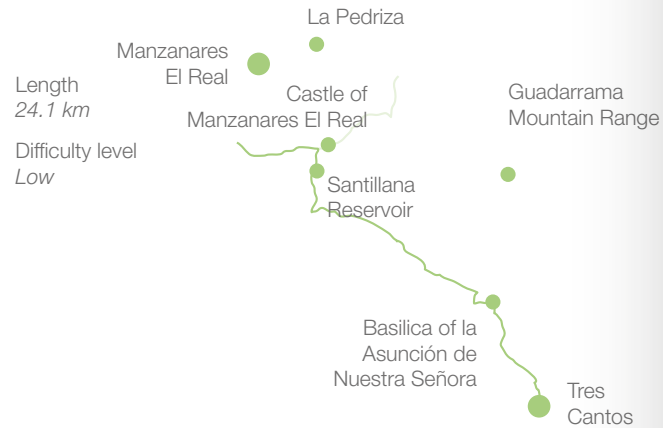 La Pedriza
Manzanares
El Real
Length
24.1 km
Difficulty level
Low
Castle of
Manzanares El Real
Guadarrama
Mountain Range
Santillana
Reservoir
Basilica of la
Asunción de
Nuestra Señora
Tres
Cantos